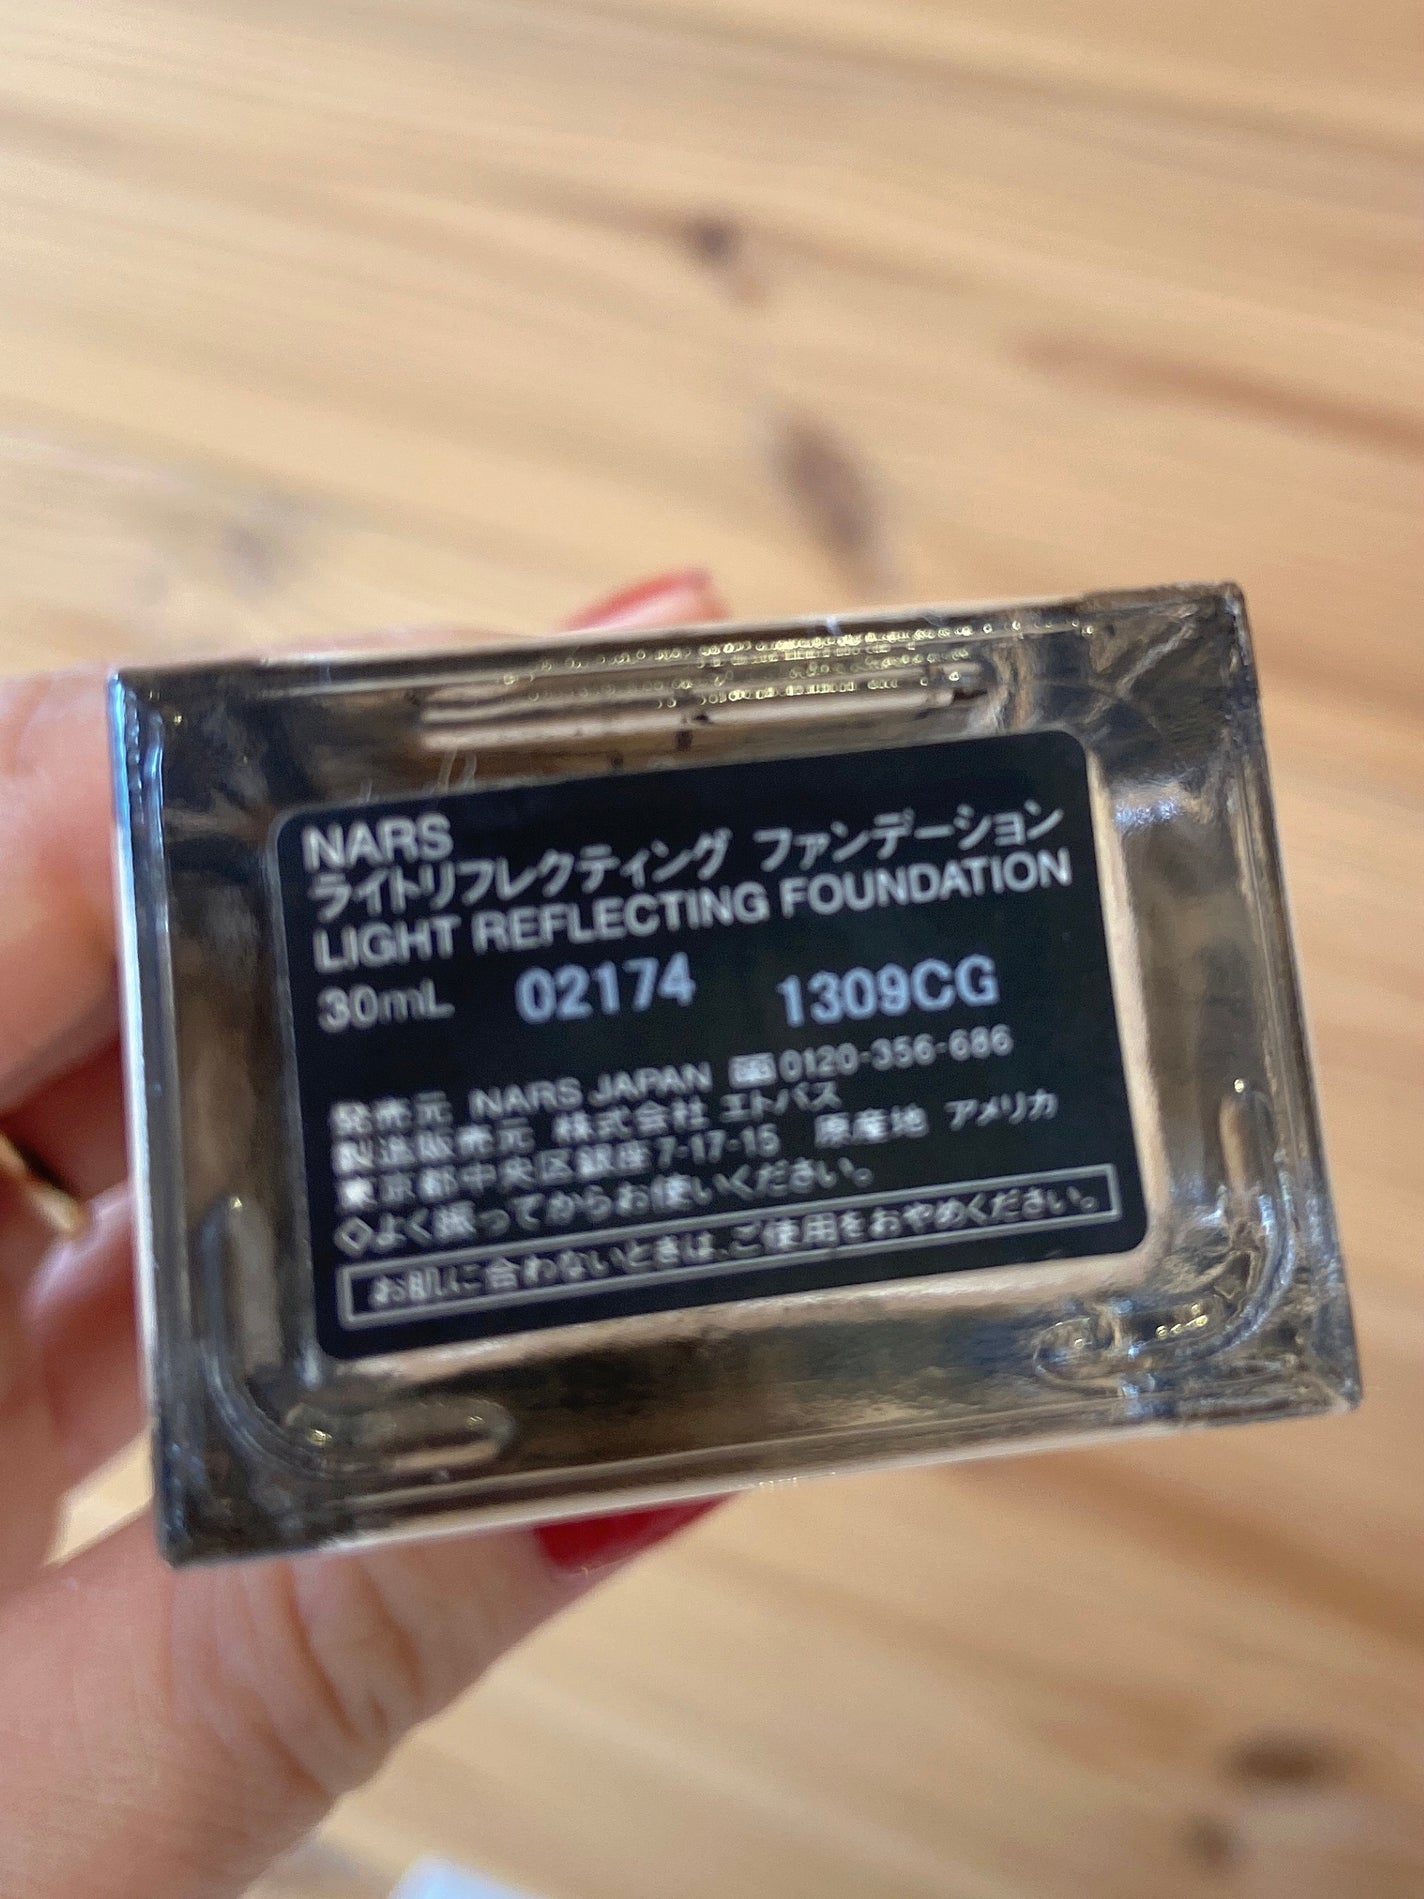 NARS
ライトリフレクティング ファンデーション
LIGHT REFLECTING FOUNDATION
30mL 02174 1309CG
発売元 NARS JAPAN 0120-356-686
製造販売元 株式会社 エトバス
東京都中央区銀座7-17-15 原産地 アメリカ
◇よく振ってからお使いください。
お肌に合わないときは、ご使用をおやめください。